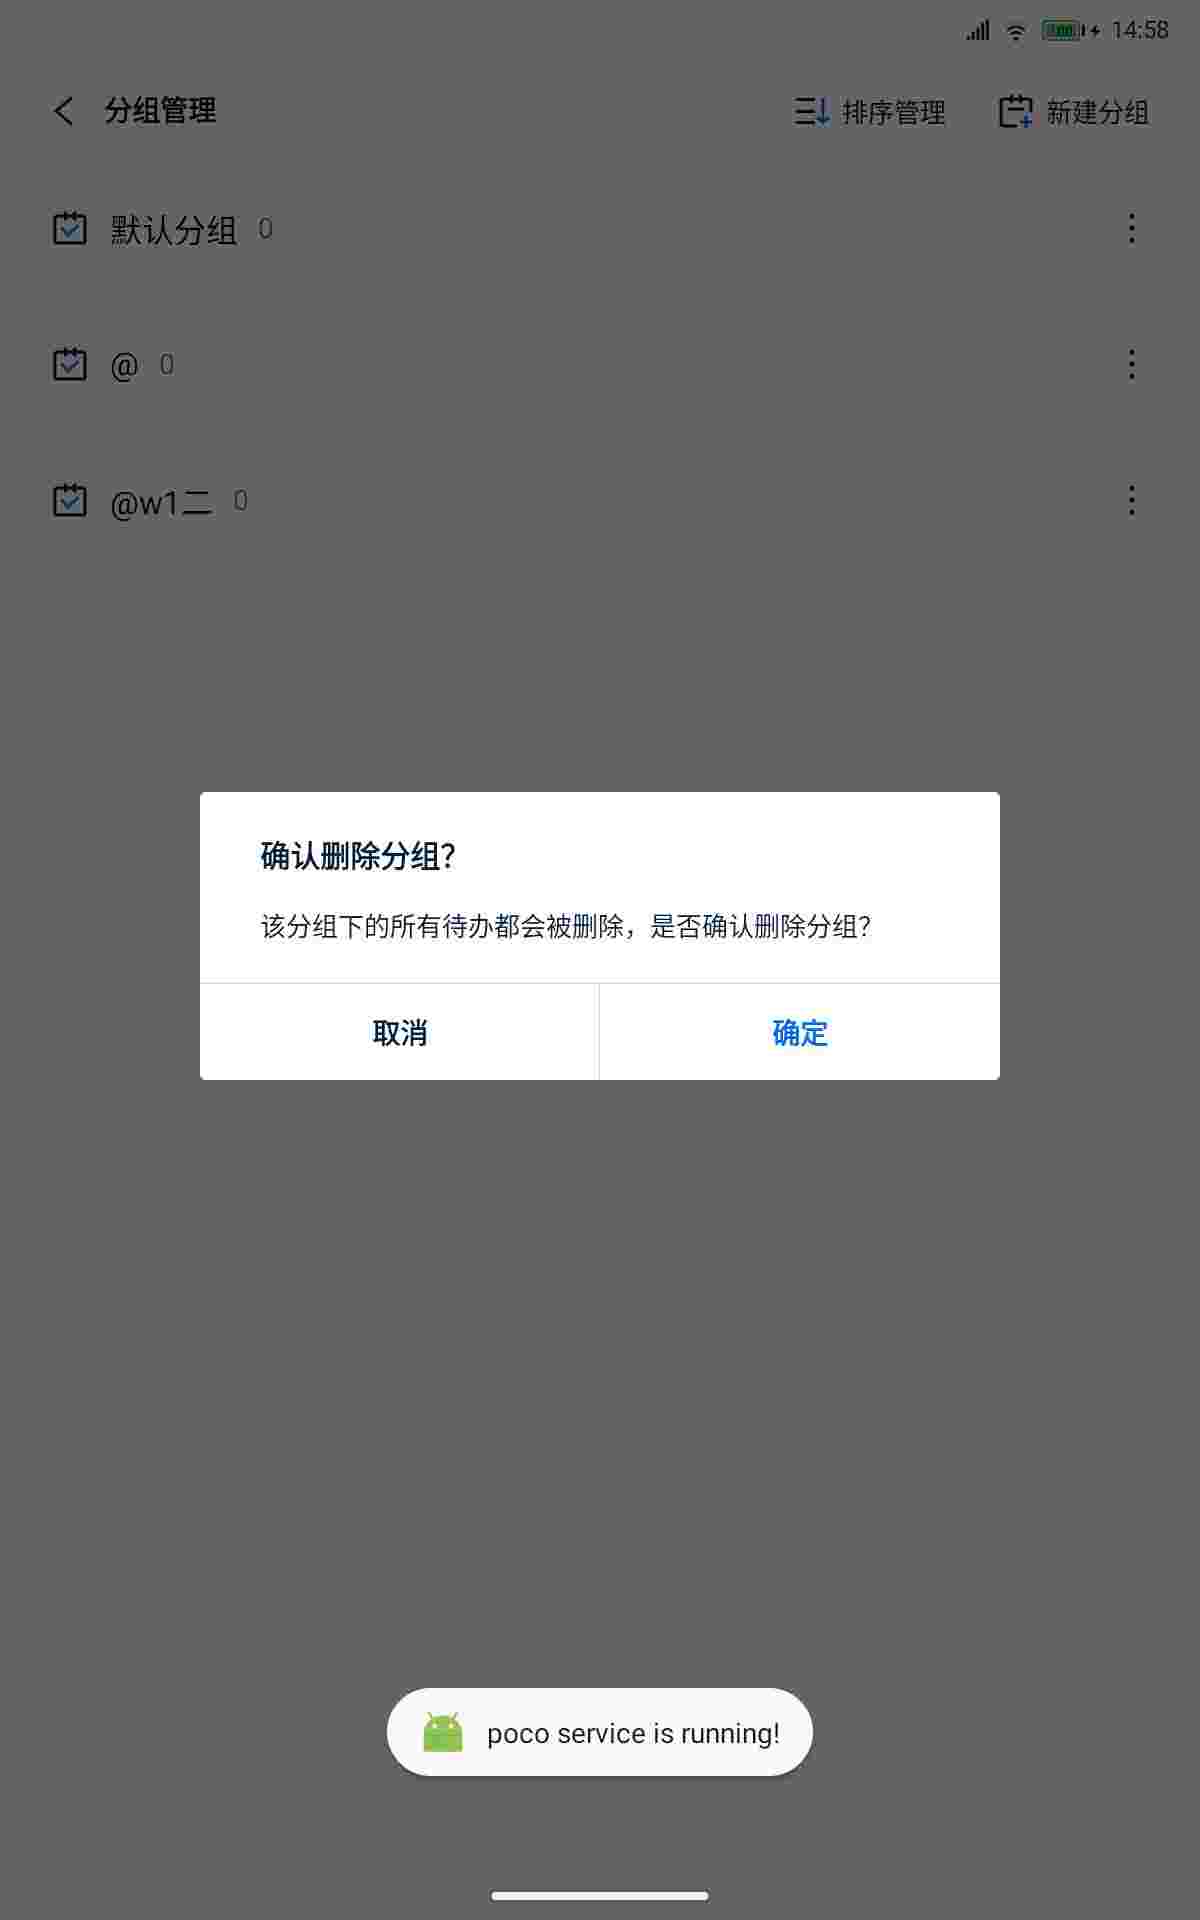 14:58
分组管理 排序管理 新建分组
默认分组 0
@ 0
@w1二 0
确认删除分组?
该分组下的所有待办都会被删除，是否确认删除分组?
取消 确定
poco service is running!